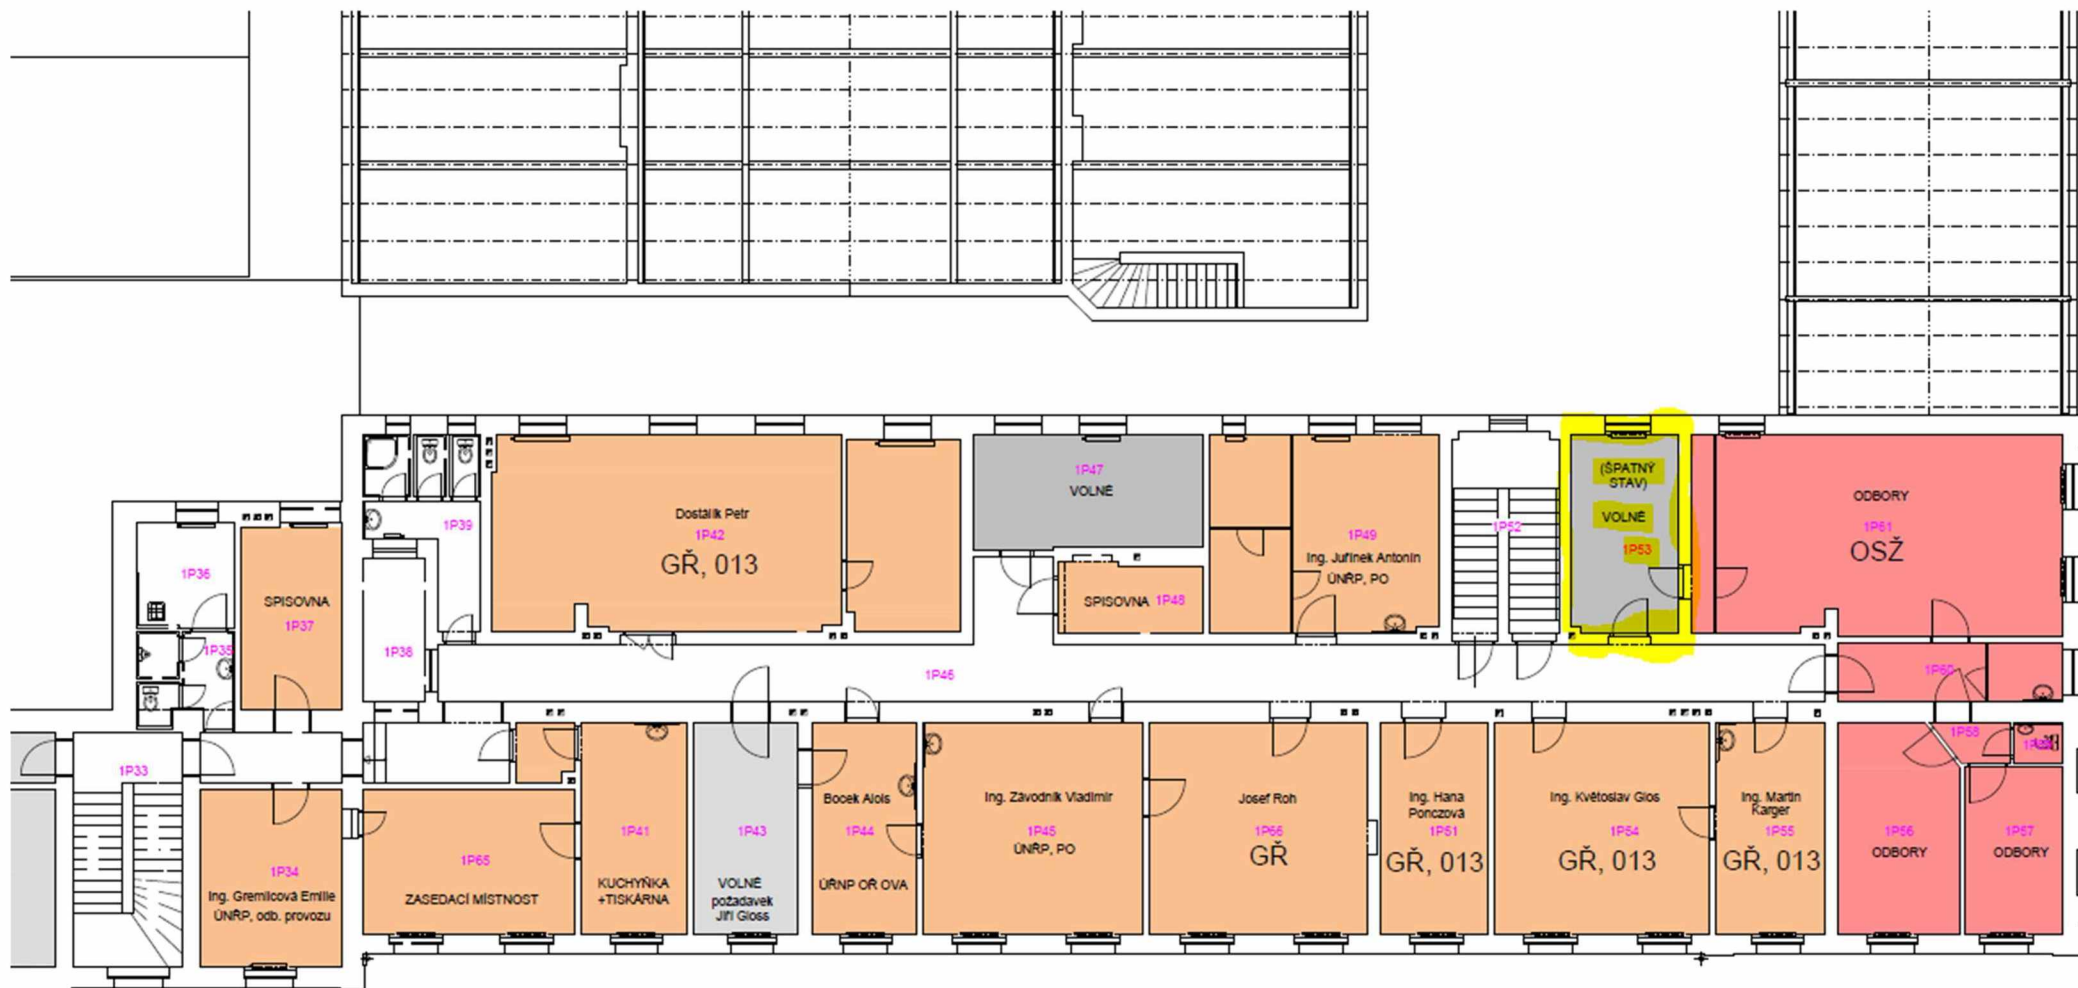 (ŠPATNÝ
STAV)
VOLNÉ
1P53
1P47
VOLNÉ
ODBORY
1P61
OSŽ
Dostálík Petr
1P42
GŘ, 013
1P39
1P49
Ing. Juřínek Antonín
ÚNŘP, PO
1P52
1P36
SPISOVNA
1P37
SPISOVNA 1P48
1P35
1P38
1P46
1P60
1P33
1P58
1P34
Ing. Gremlicová Emilie
ÚNŘP, odb. provozu
1P65
ZASEDACÍ MÍSTNOST
1P41
KUCHYŇKA
+TISKÁRNA
1P43
VOLNÉ
požadavek
Jiří Gloss
Bocek Alois
1P44
ÚŘNP OŘ OVA
Ing. Závodník Vladimír
1P45
ÚNŘP, PO
Josef Roh
1P66
GŘ
Ing. Hana
Ponczová
1P51
GŘ, 013
Ing. Květoslav Glos
1P54
GŘ, 013
Ing. Martin
Karger
1P55
GŘ, 013
1P56
ODBORY
1P57
ODBORY